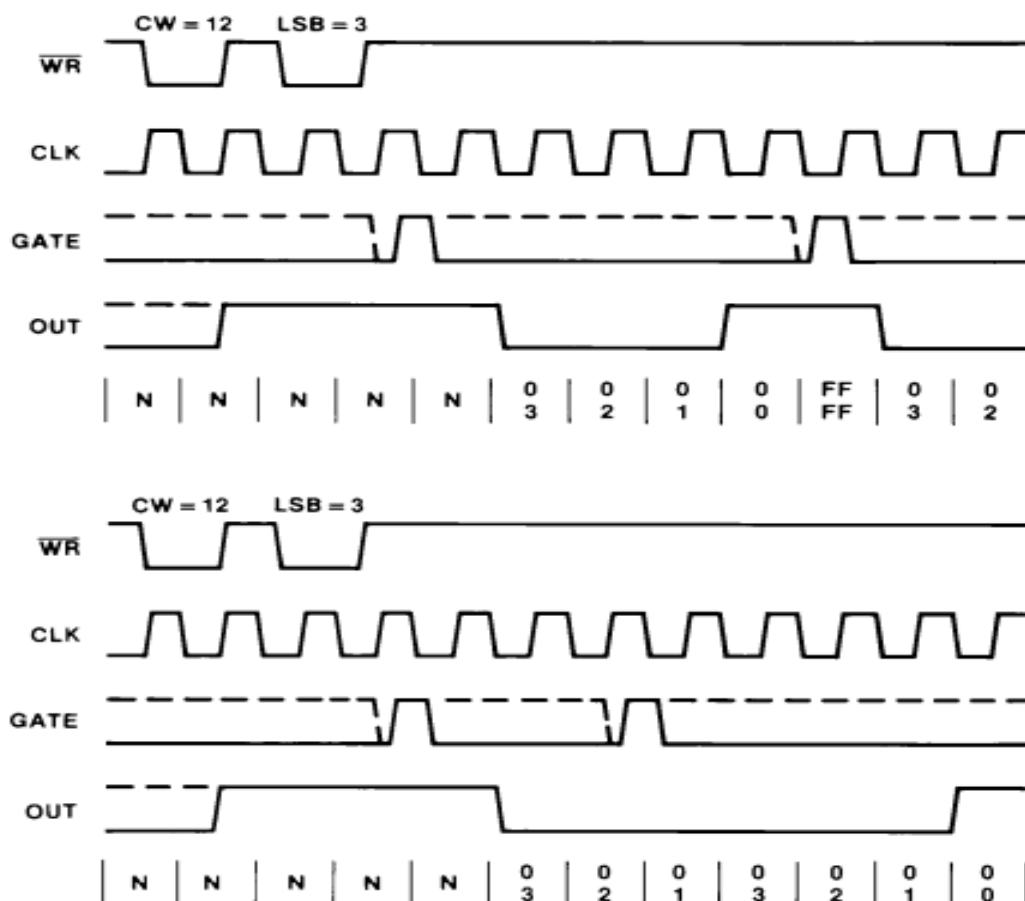 CW = 12 LSB = 3
WR
CLK
GATE
OUT
N N N N N 0 0 0 0 FF 0 0
3 2 1 0 FF 3 2
CW = 12 LSB = 3
WR
CLK
GATE
OUT
N N N N N 0 0 0 0 0 0 0
3 2 1 3 2 1 0